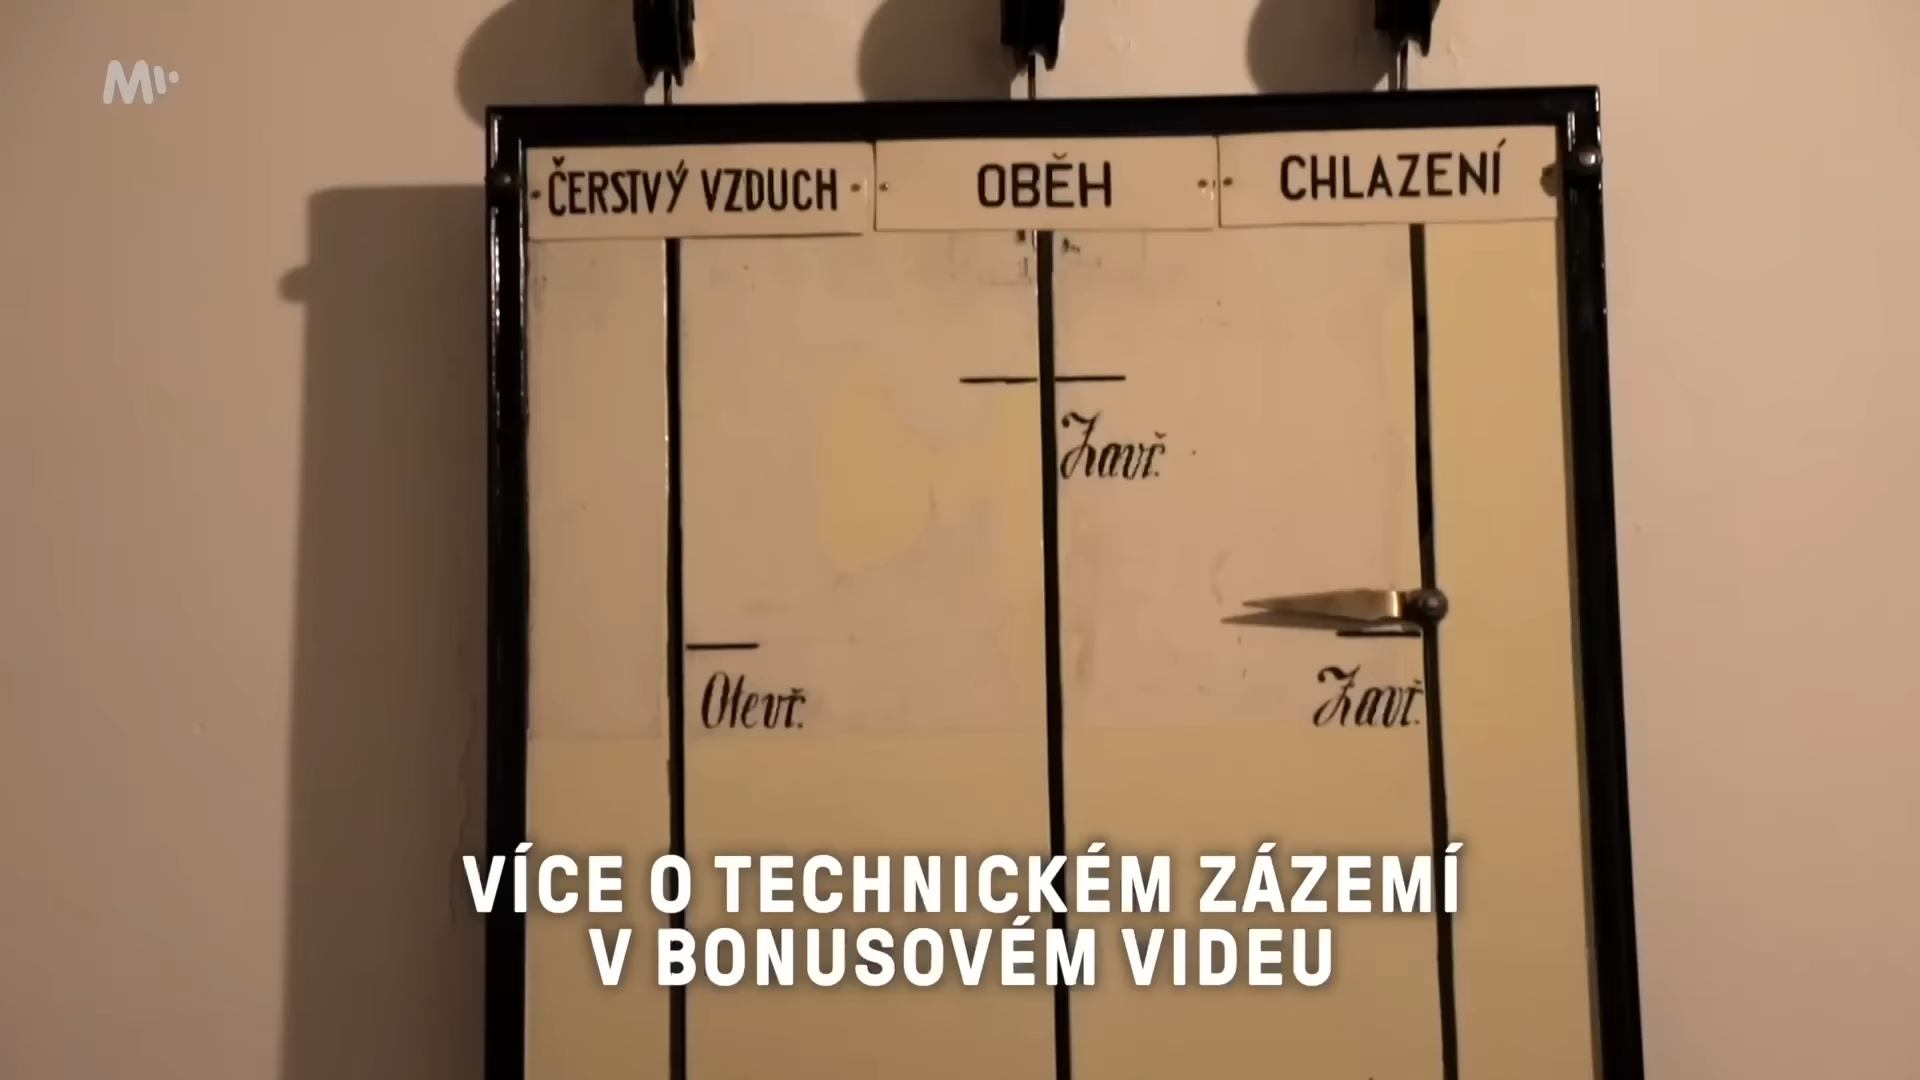 M
ČERSTVÝ VZDUCH
OBĚH
CHLAZENÍ
Zavř.
Otevř.
Zavř.
VÍCE O TECHNICKÉM ZÁZEMÍ
V BONUSOVÉM VIDEU